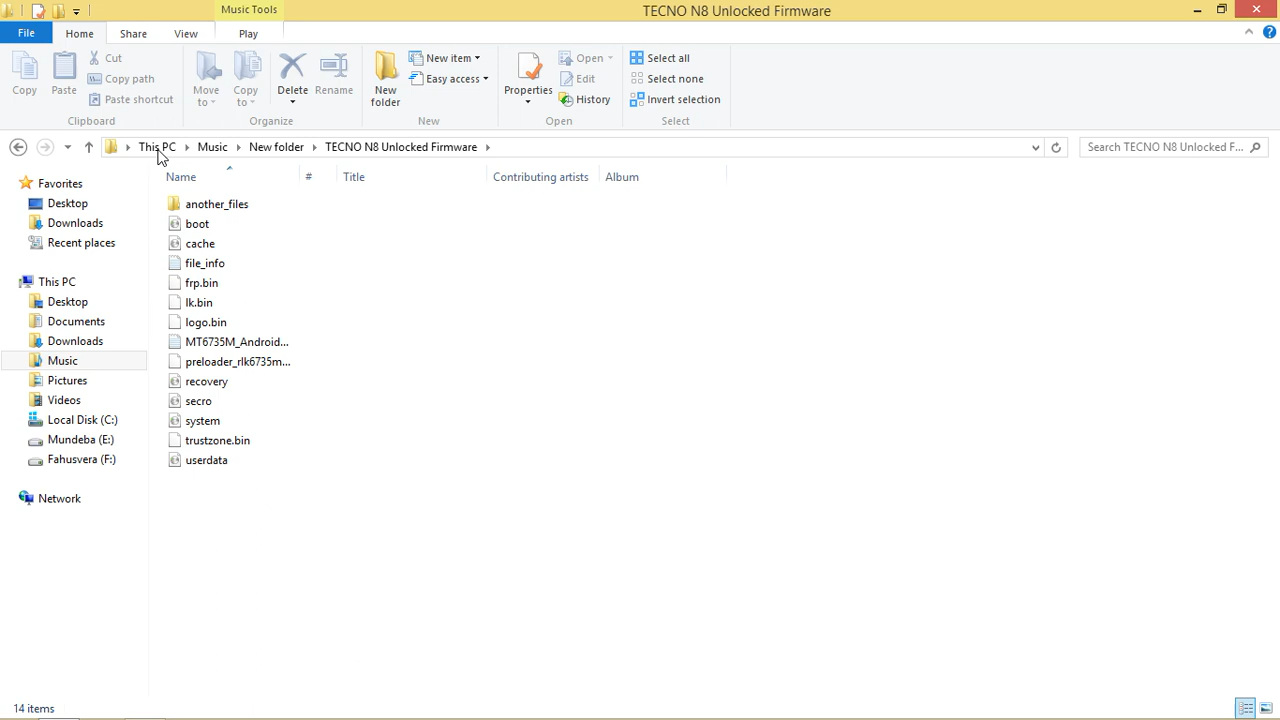 TECNO N8 Unlocked Firmware
Music Tools
File Home Share View Play
Copy
Paste
Cut
Copy path
Paste shortcut
Clipboard
Move to
Copy to
Delete
Rename
Organize
New folder
New item
Easy access
New
Properties
Open
Edit
History
Open
Select all
Select none
Invert selection
Select
This PC Music New folder TECNO N8 Unlocked Firmware
Search TECNO N8 Unlocked F...
Favorites
Desktop
Downloads
Recent places
This PC
Desktop
Documents
Downloads
Music
Pictures
Videos
Local Disk (C:)
Mundeba (E:)
Fahusvera (F:)
Network
Name # Title Contributing artists Album
another_files
boot
cache
file_info
frp.bin
lk.bin
logo.bin
MT6735M_Android...
preloader_rlk6735m...
recovery
secro
system
trustzone.bin
userdata
14 items